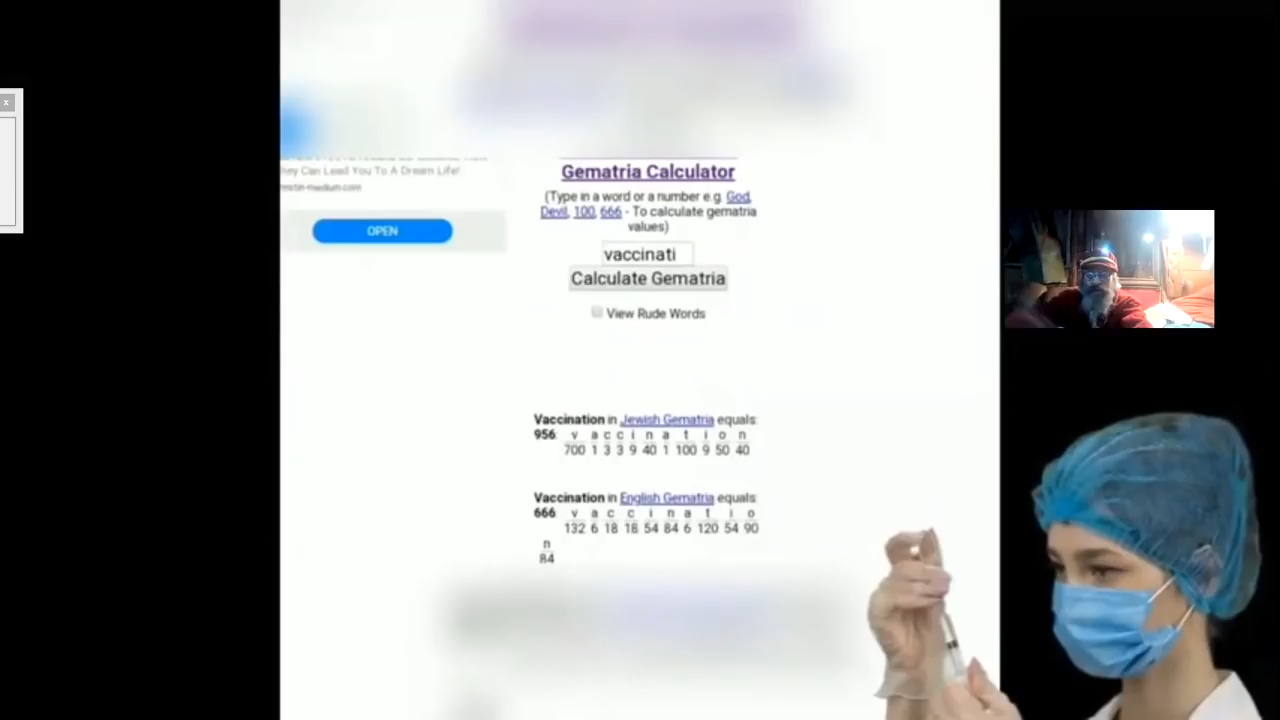 x
They Can Lead You To A Dream Life!
OPEN
Gematria Calculator
(Type in a word or a number e.g. God,
Devil, 100, 666 - To calculate gematria
values)
vaccinati
Calculate Gematria
View Rude Words
Vaccination in Jewish Gematria equals:
956: v a c c i n a t i o n
700 1 3 3 9 40 1 100 9 50 40
Vaccination in English Gematria equals:
666: v a c c i n a t i o
132 6 18 18 54 84 6 120 54 90
n
84